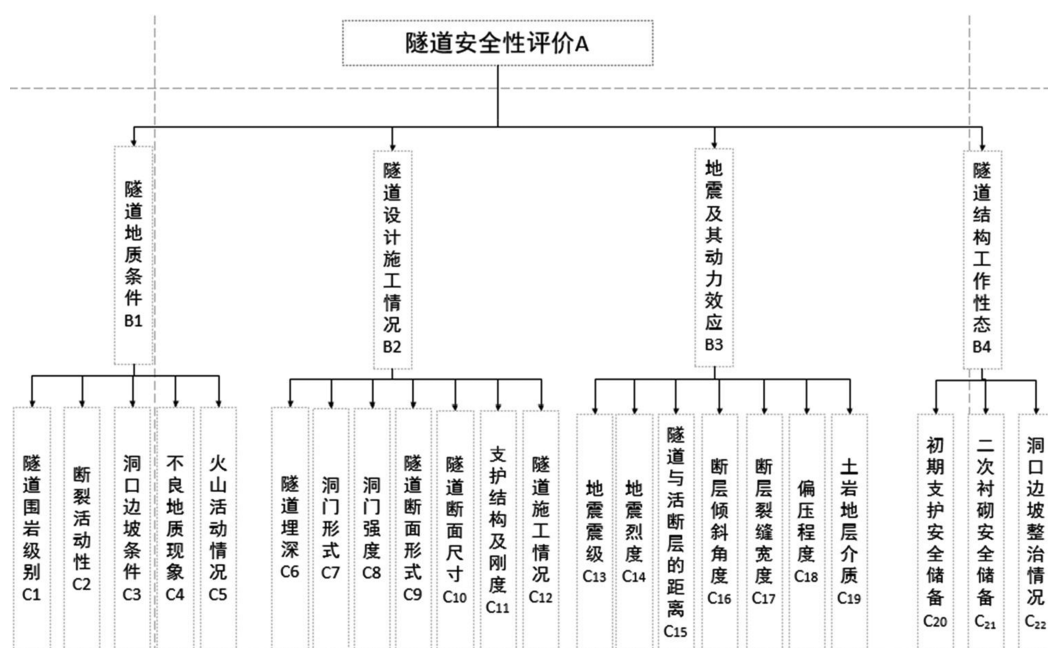 隧道安全性评价A
隧道地质条件B1
隧道设计施工情况B2
地震及其动力效应B3
隧道结构工作性态B4
隧道围岩级别C1
断裂活动性C2
洞口边坡条件C3
不良地质现象C4
火山活动情况C5
隧道埋深C6
洞门形式C7
洞门强度C8
隧道断面形式C9
隧道断面尺寸C10
支护结构及刚度C11
隧道施工情况C12
地震震级C13
地震烈度C14
隧道与活断层的距离C15
断层倾斜角度C16
断层裂缝宽度C17
偏压程度C18
土岩地层介质C19
初期支护安全储备C20
二次衬砌安全储备C21
洞口边坡整治情况C22